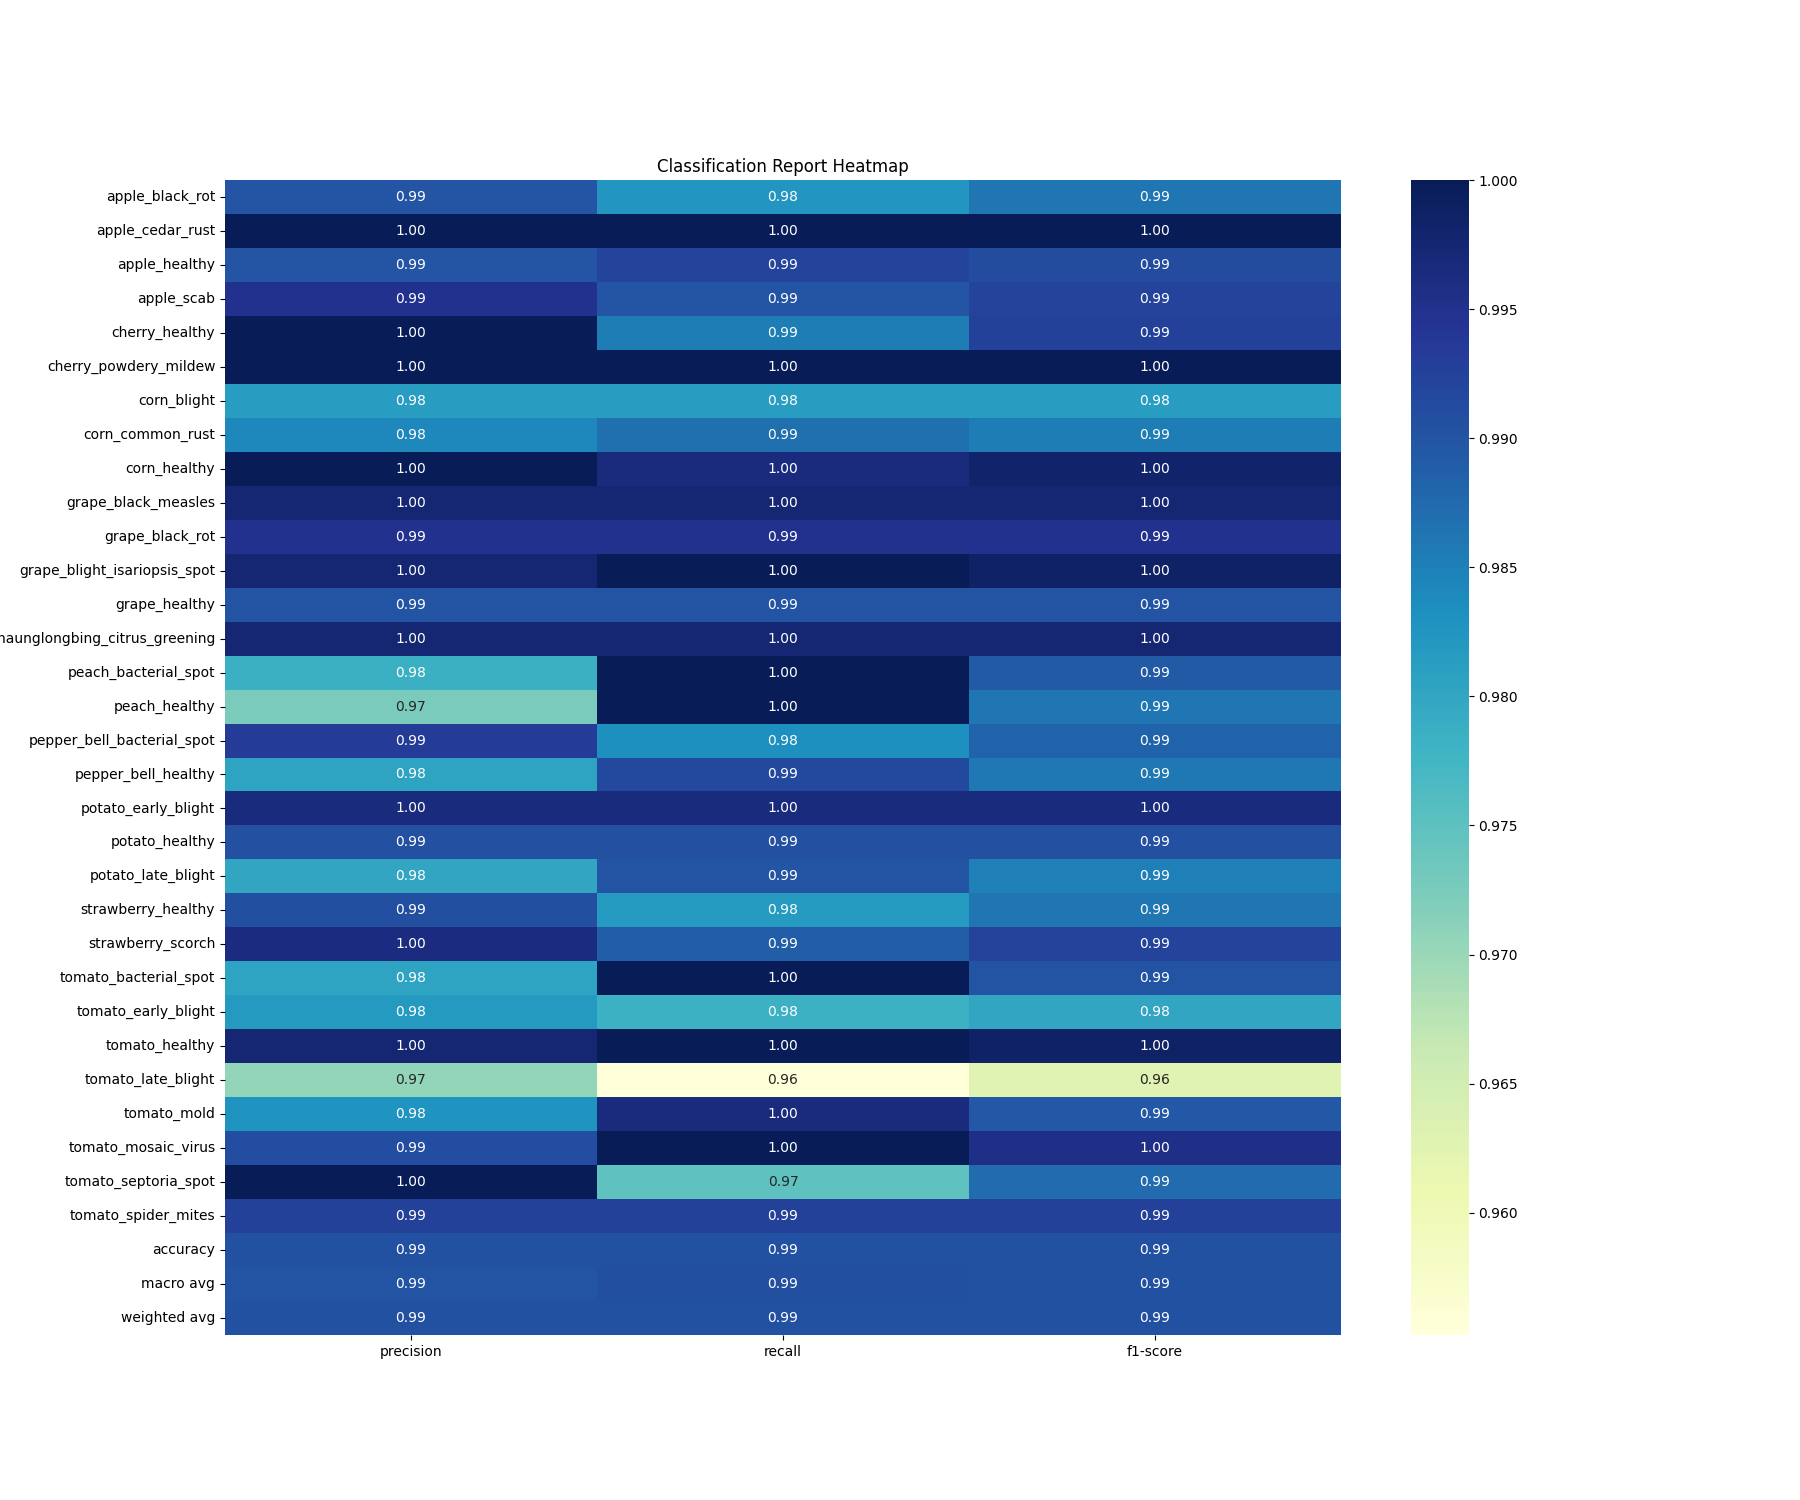 Classification Report Heatmap
apple_black_rot 0.99 0.98 0.99
apple_cedar_rust 1.00 1.00 1.00
apple_healthy 0.99 0.99 0.99
apple_scab 0.99 0.99 0.99
cherry_healthy 1.00 0.99 0.99
cherry_powdery_mildew 1.00 1.00 1.00
corn_blight 0.98 0.98 0.98
corn_common_rust 0.98 0.99 0.99
corn_healthy 1.00 1.00 1.00
grape_black_measles 1.00 1.00 1.00
grape_black_rot 0.99 0.99 0.99
grape_blight_isariopsis_spot 1.00 1.00 1.00
grape_healthy 0.99 0.99 0.99
haunglongbing_citrus_greening 1.00 1.00 1.00
peach_bacterial_spot 0.98 1.00 0.99
peach_healthy 0.97 1.00 0.99
pepper_bell_bacterial_spot 0.99 0.98 0.99
pepper_bell_healthy 0.98 0.99 0.99
potato_early_blight 1.00 1.00 1.00
potato_healthy 0.99 0.99 0.99
potato_late_blight 0.98 0.99 0.99
strawberry_healthy 0.99 0.98 0.99
strawberry_scorch 1.00 0.99 0.99
tomato_bacterial_spot 0.98 1.00 0.99
tomato_early_blight 0.98 0.98 0.98
tomato_healthy 1.00 1.00 1.00
tomato_late_blight 0.97 0.96 0.96
tomato_mold 0.98 1.00 0.99
tomato_mosaic_virus 0.99 1.00 1.00
tomato_septoria_spot 1.00 0.97 0.99
tomato_spider_mites 0.99 0.99 0.99
accuracy 0.99 0.99 0.99
macro avg 0.99 0.99 0.99
weighted avg 0.99 0.99 0.99
precision recall f1-score
1.000
0.995
0.990
0.985
0.980
0.975
0.970
0.965
0.960